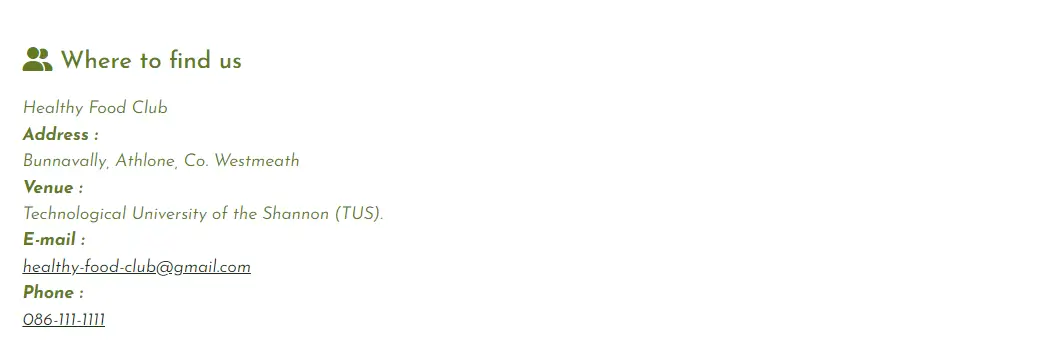 Where to find us
Healthy Food Club
Address :
Bunnavally, Athlone, Co. Westmeath
Venue :
Technological University of the Shannon (TUS).
E-mail :
healthy-food-club@gmail.com
Phone :
086-111-1111